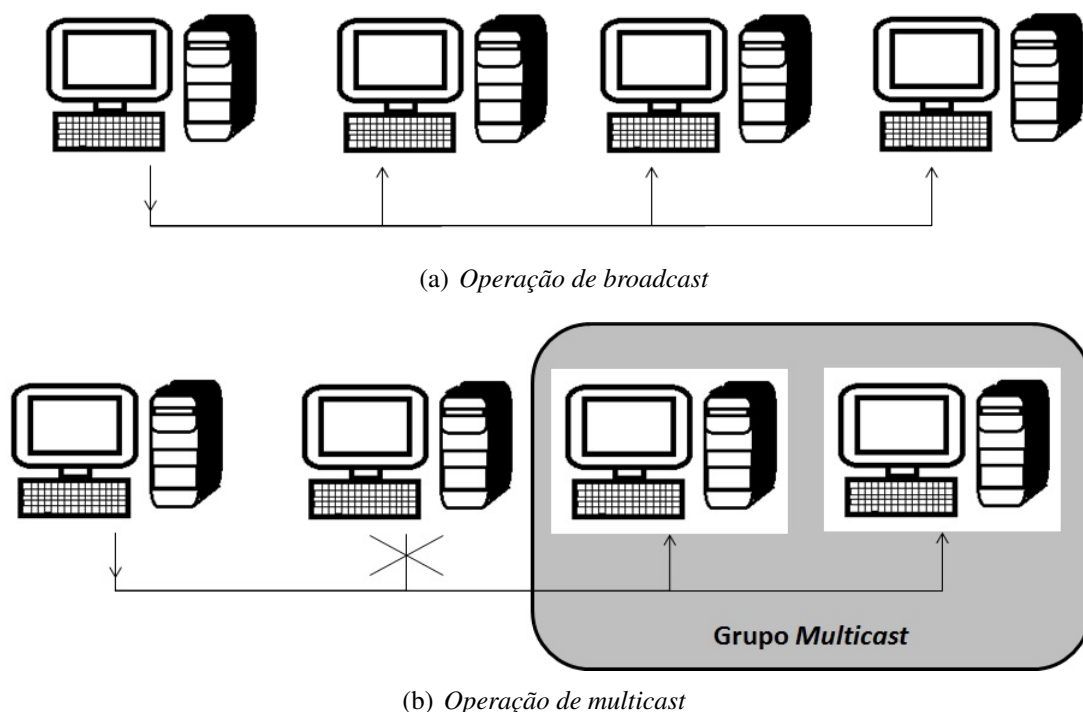 (a) Operação de broadcast
Grupo Multicast
(b) Operação de multicast